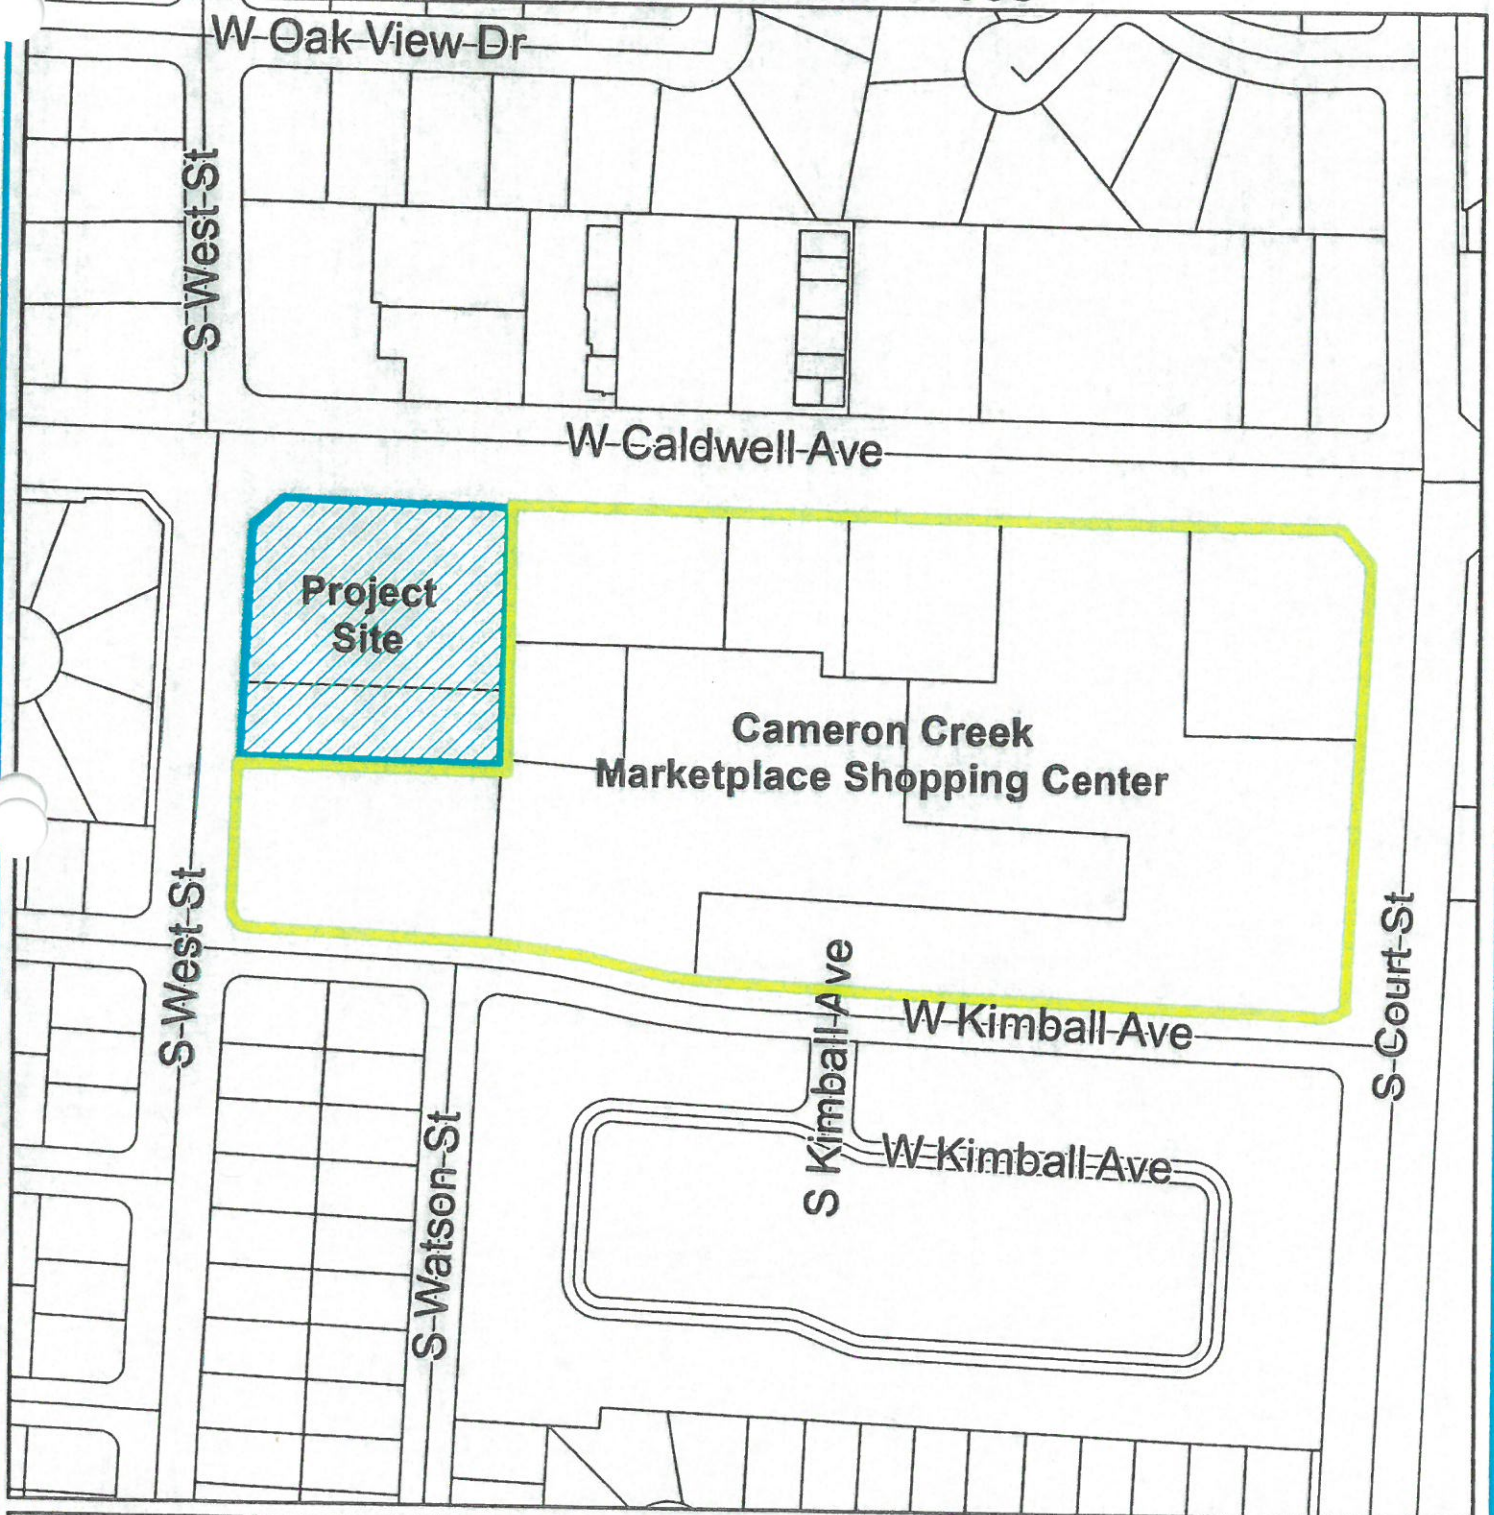 W Oak View Dr
S West St
W Caldwell Ave
Project
Site
Cameron Creek
Marketplace Shopping Center
S West St
S Court St
S Kimball Ave
W Kimball Ave
W Kimball Ave
S Watson St